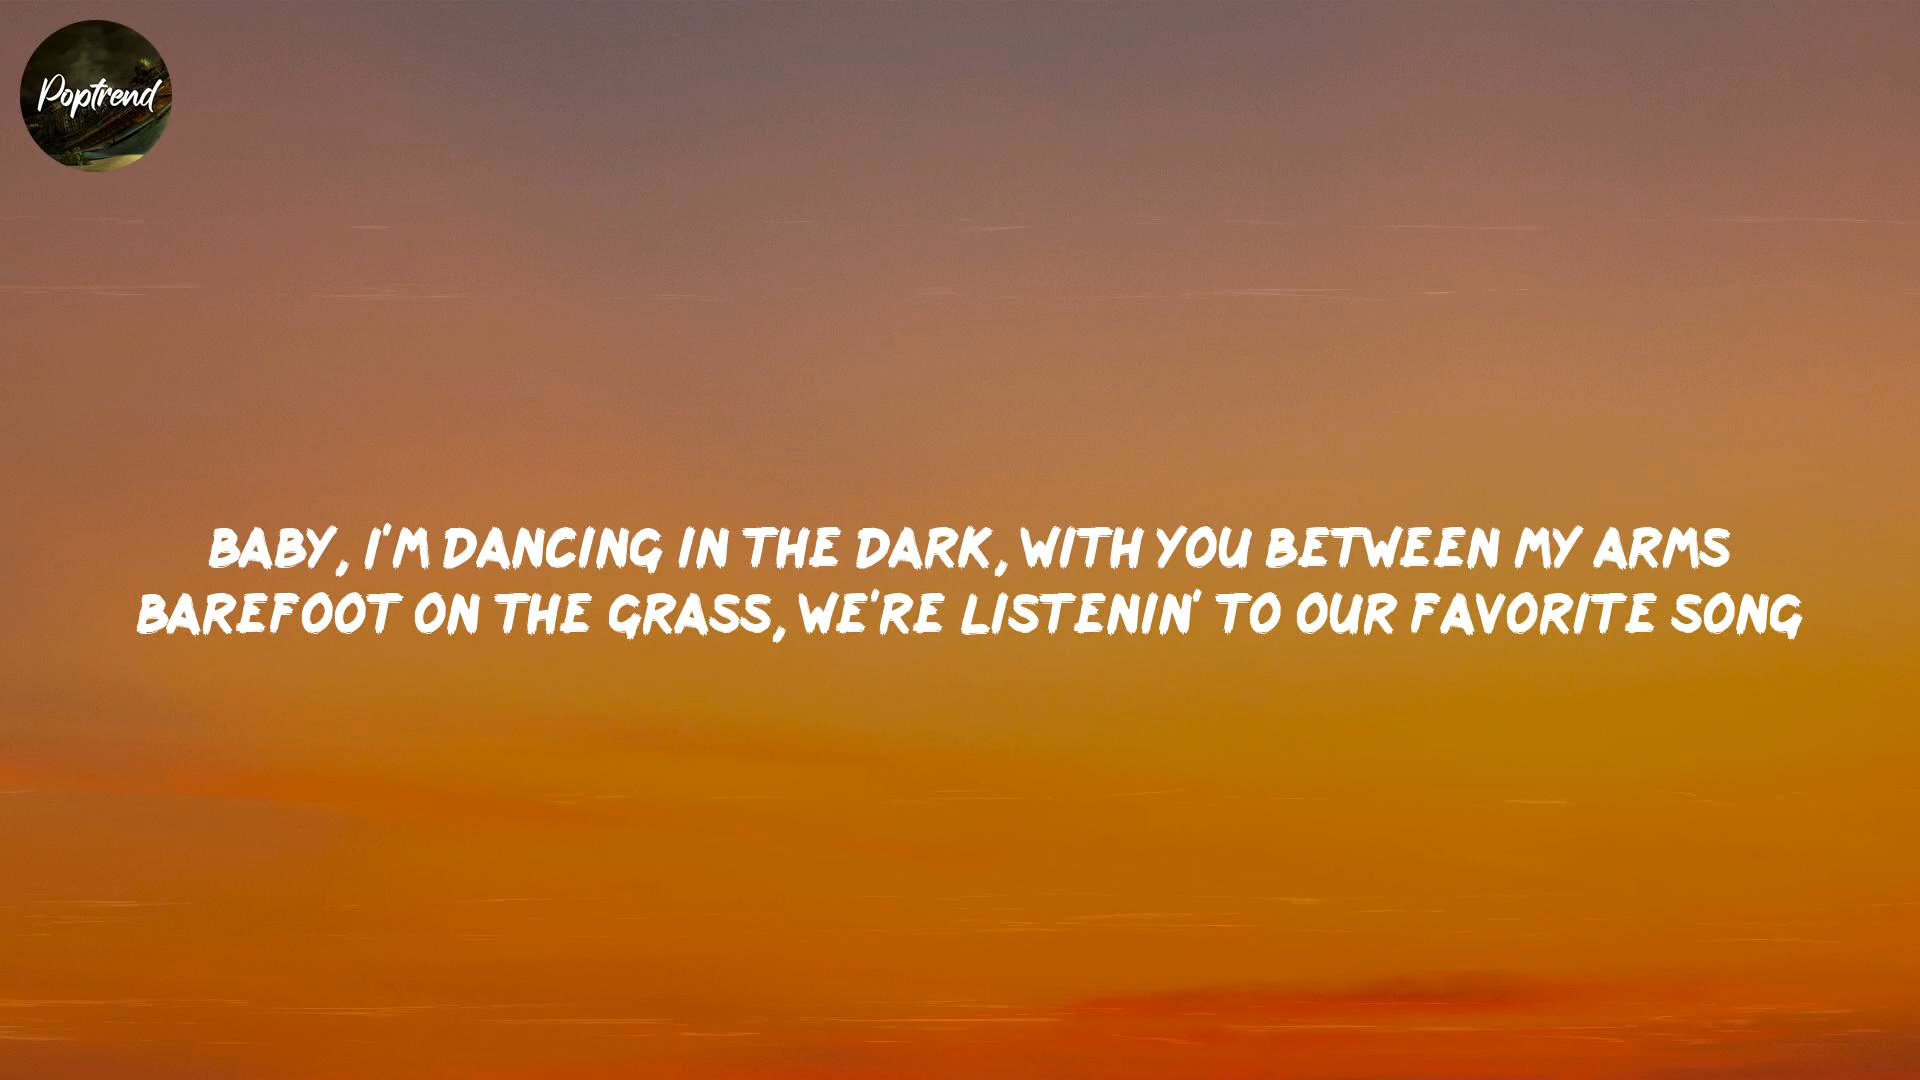 Poptrend
BABY, I'M DANCING IN THE DARK, WITH YOU BETWEEN MY ARMS
BAREFOOT ON THE GRASS, WE'RE LISTENIN' TO OUR FAVORITE SONG